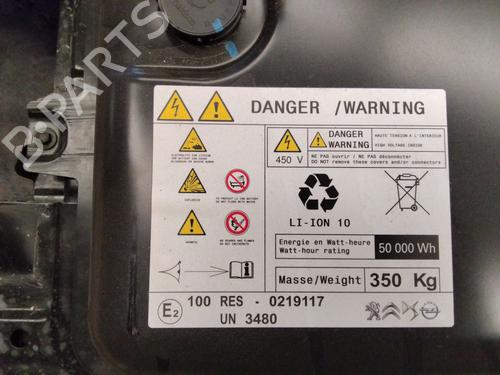 B-PARTS
DANGER /WARNING
450 V
DANGER
WARNING
HAUTE TENSION A L'INTERIEUR
HIGH VOLTAGE INSIDE
NE PAS ouvrir / NE PAS déconnecter
DO NOT remove these covers and/or connectors
EXPLOSION
LI-ION 10
Energie en Watt-heure
Watt-hour rating
50 000 Wh
Masse/Weight
350 Kg
E2
100 RES - 0219117
UN 3480